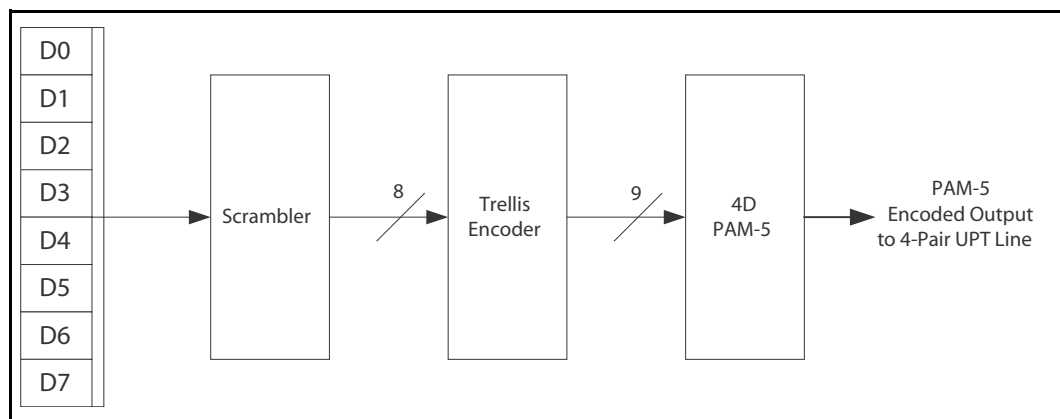 D0
D1
D2
D3
D4
D5
D6
D7
Scrambler
8
Trellis
Encoder
9
4D
PAM-5
PAM-5
Encoded Output
to 4-Pair UPT Line